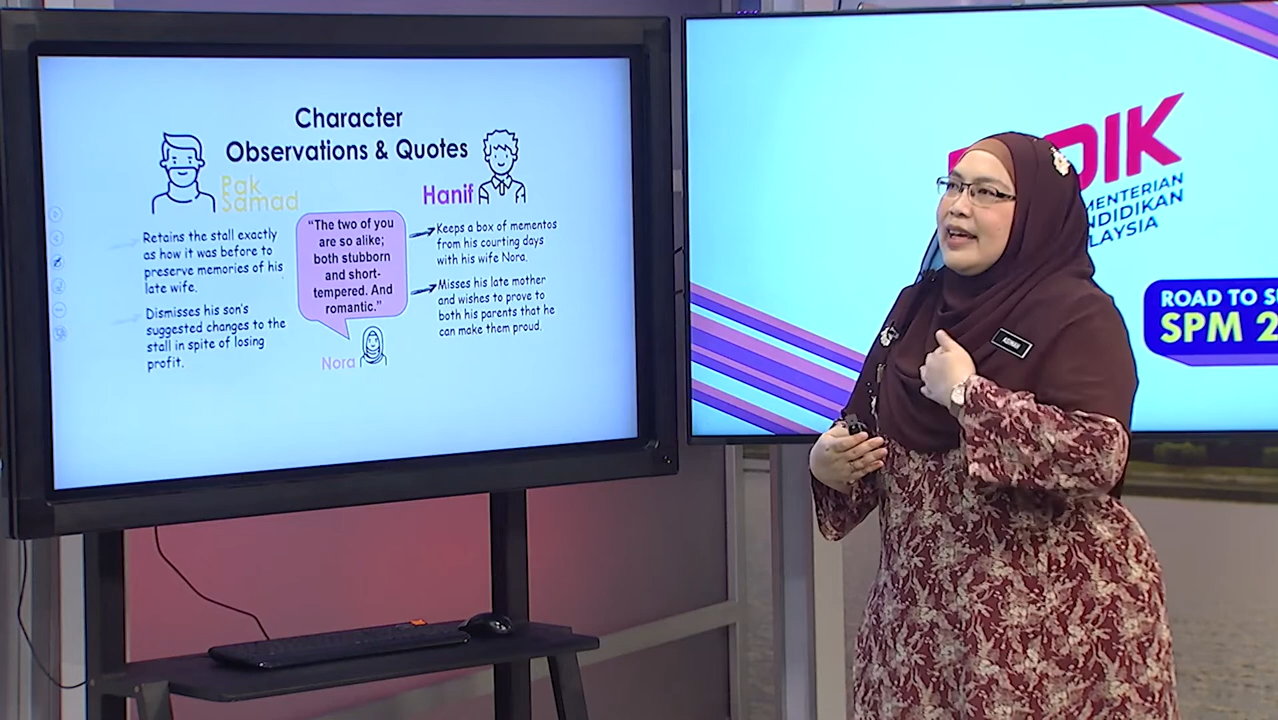 Character
Observations & Quotes
Pak
Samad
Hanif
Retains the stall exactly
as how it was before to
preserve memories of his
late wife.
Dismisses his son's
suggested changes to the
stall in spite of losing
profit.
"The two of you
are so alike;
both stubborn
and short-
tempered. And
romantic."
Nora
Keeps a box of mementos
from his courting days
with his wife Nora.
Misses his late mother
and wishes to prove to
both his parents that he
can make them proud.
DIK
MENTERIAN
NDIDIKAN
LAYSIA
ROAD TO S
SPM 2